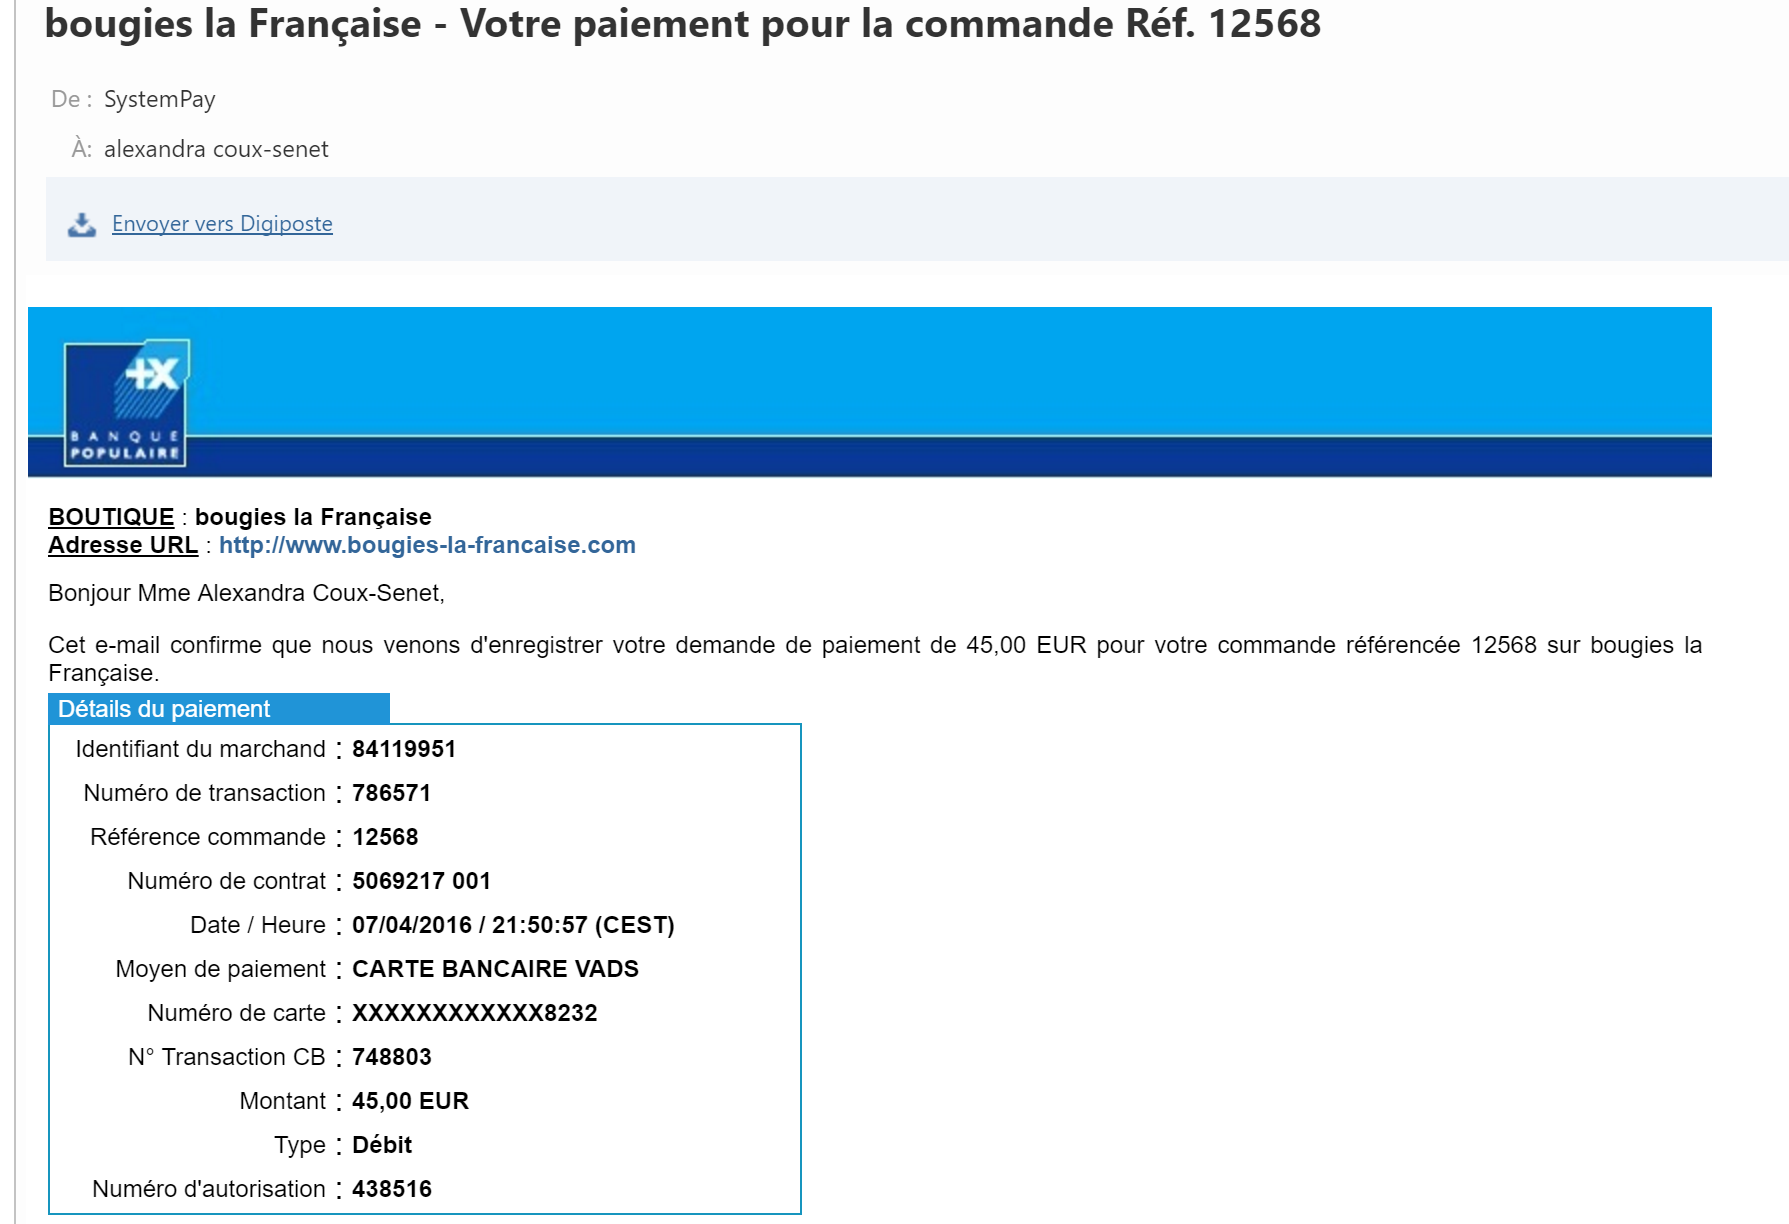 bougies la Française - Votre paiement pour la commande Réf. 12568
De : SystemPay
À: alexandra coux-senet
Envoyer vers Digiposte
+X
BANQUE
POPULAIRE
BOUTIQUE : bougies la Française
Adresse URL : http://www.bougies-la-francaise.com
Bonjour Mme Alexandra Coux-Senet,
Cet e-mail confirme que nous venons d'enregistrer votre demande de paiement de 45,00 EUR pour votre commande référencée 12568 sur bougies la
Française.
Détails du paiement
Identifiant du marchand : 84119951
Numéro de transaction : 786571
Référence commande : 12568
Numéro de contrat : 5069217 001
Date / Heure : 07/04/2016 / 21:50:57 (CEST)
Moyen de paiement : CARTE BANCAIRE VADS
Numéro de carte : XXXXXXXXXXXX8232
N° Transaction CB : 748803
Montant : 45,00 EUR
Type : Débit
Numéro d'autorisation : 438516